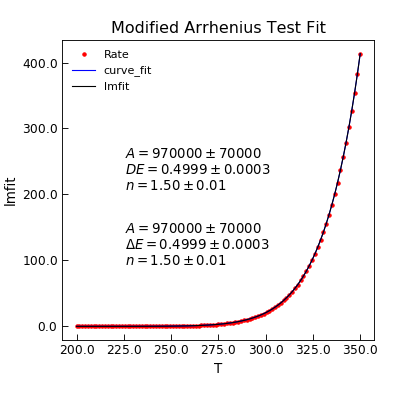 Modified Arrhenius Test Fit
Rate
curve_fit
lmfit
A = 970000 ± 70000
DE = 0.4999 ± 0.0003
n = 1.50 ± 0.01
A = 970000 ± 70000
ΔE = 0.4999 ± 0.0003
n = 1.50 ± 0.01
lmfit
400.0
300.0
200.0
100.0
0.0
200.0 225.0 250.0 275.0 300.0 325.0 350.0
T